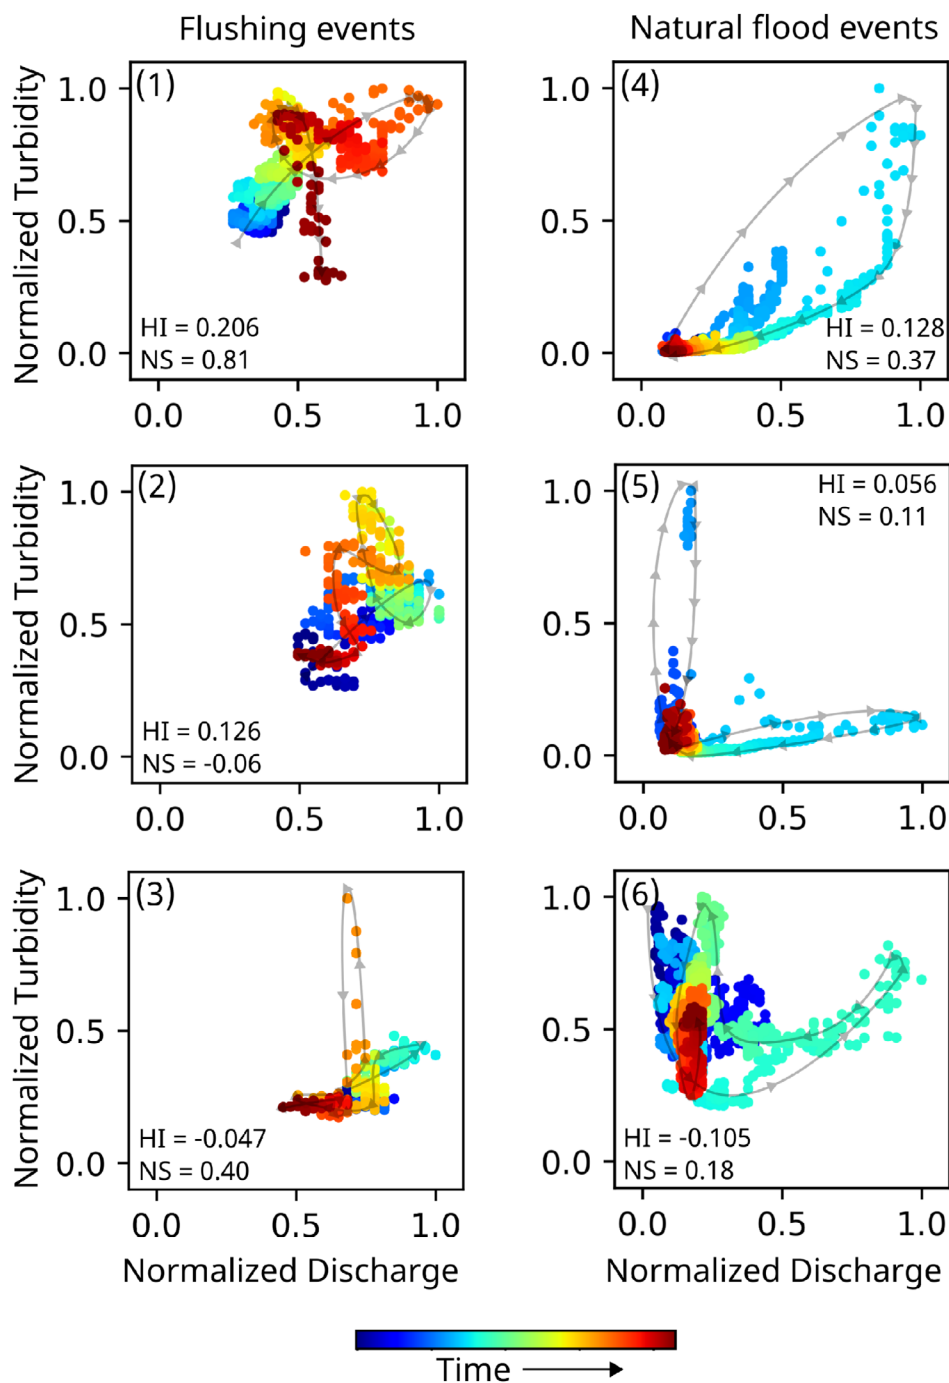 Flushing events
Natural flood events
Normalized Turbidity
(1)
1.0
0.5
0.0
HI = 0.206
NS = 0.81
0.0 0.5 1.0
(4)
1.0
0.5
0.0
HI = 0.128
NS = 0.37
0.0 0.5 1.0
Normalized Turbidity
(2)
1.0
0.5
0.0
HI = 0.126
NS = -0.06
0.0 0.5 1.0
(5)
1.0
0.5
0.0
HI = 0.056
NS = 0.11
0.0 0.5 1.0
Normalized Turbidity
(3)
1.0
0.5
0.0
HI = -0.047
NS = 0.40
0.0 0.5 1.0
Normalized Discharge
(6)
1.0
0.5
0.0
HI = -0.105
NS = 0.18
0.0 0.5 1.0
Normalized Discharge
Time